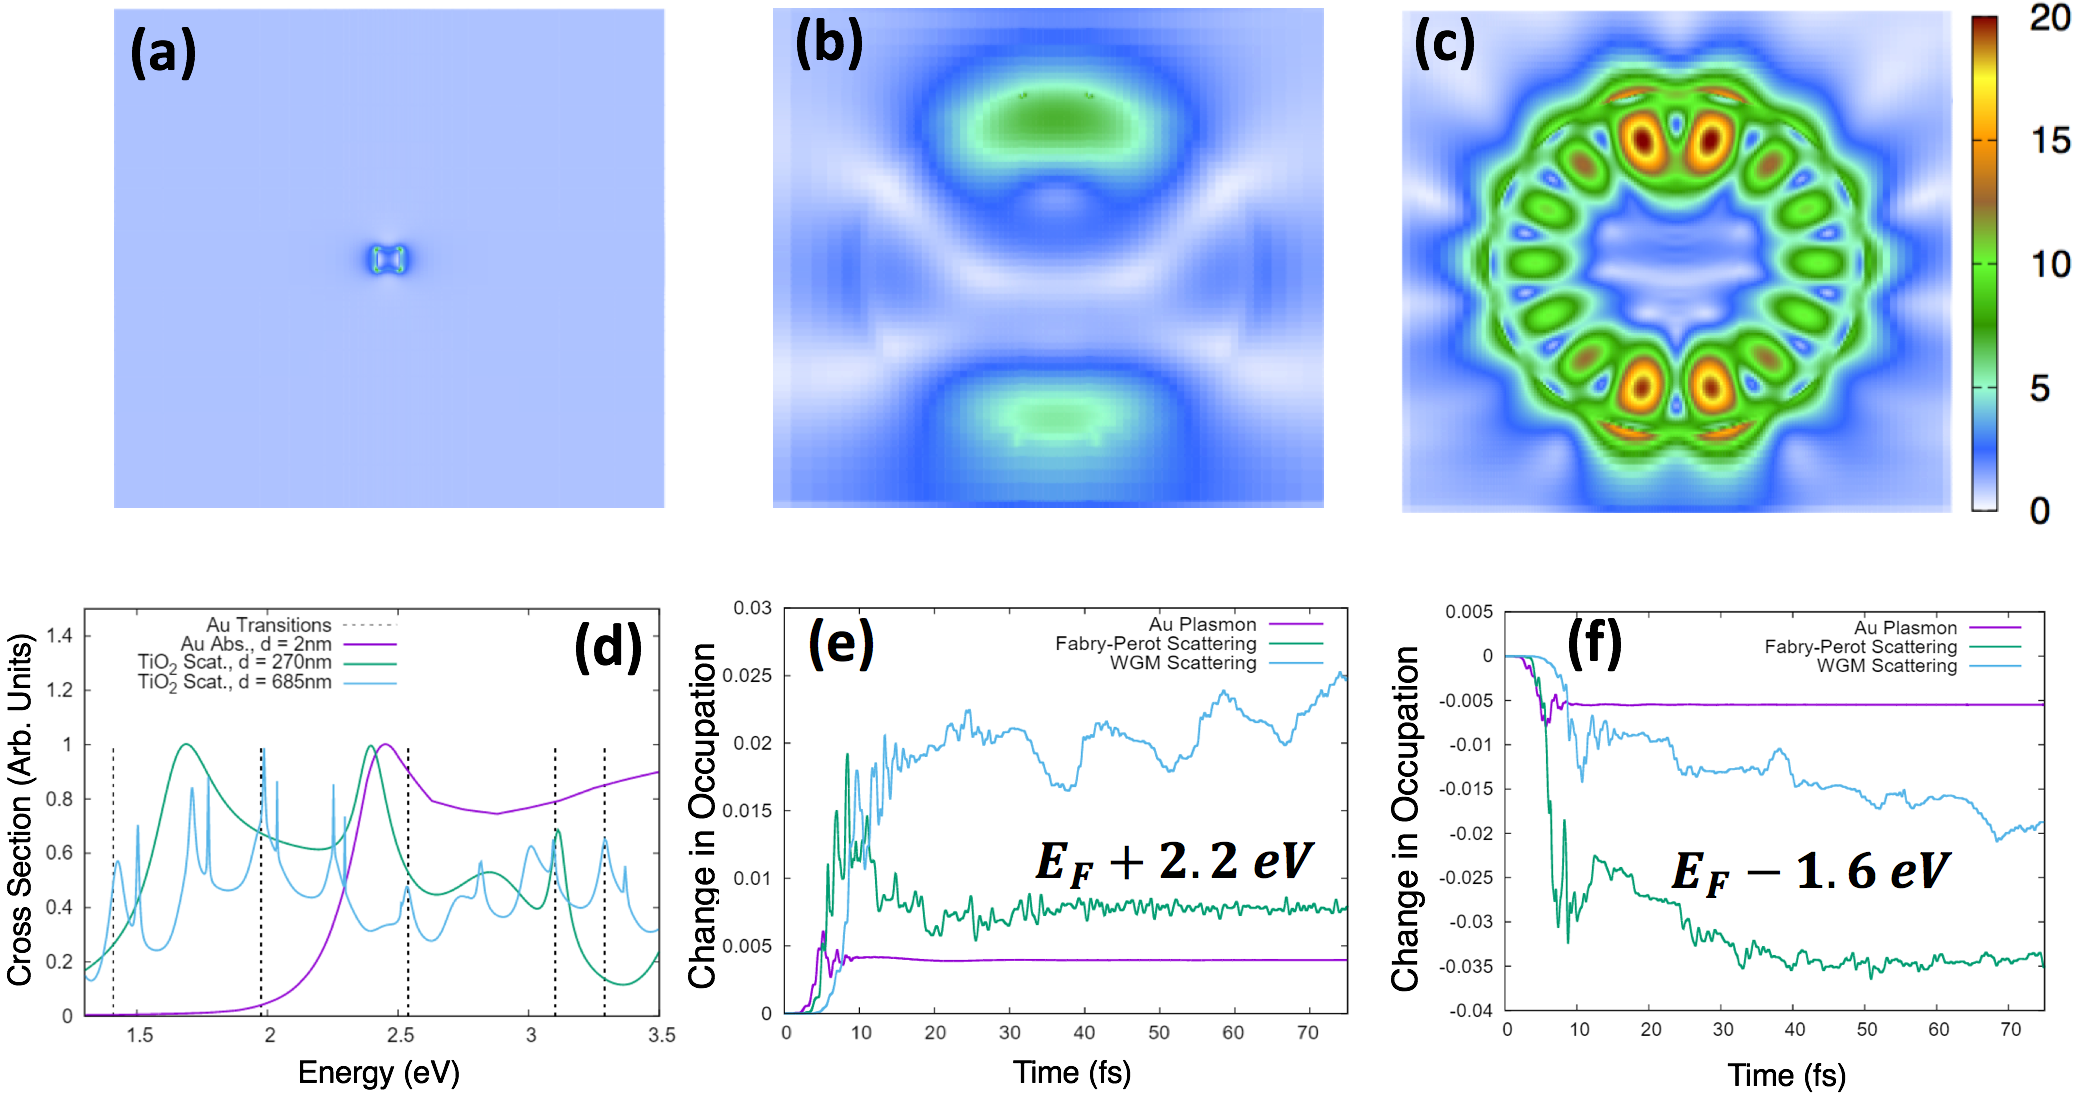 (a)
(b)
(c)
20
15
10
5
0
(d)
Au Transitions
Au Abs., d = 2nm
TiO2 Scat., d = 270nm
TiO2 Scat., d = 685nm
1.4
1.2
1
0.8
0.6
0.4
0.2
0
1.5
2
2.5
3
3.5
Cross Section (Arb. Units)
Energy (eV)
(e)
Au Plasmon
Fabry-Perot Scattering
WGM Scattering
0.03
0.025
0.02
0.015
0.01
0.005
0
0
10
20
30
40
50
60
70
E_F + 2.2 eV
Change in Occupation
Time (fs)
(f)
Au Plasmon
Fabry-Perot Scattering
WGM Scattering
0.005
0
-0.005
-0.01
-0.015
-0.02
-0.025
-0.03
-0.035
-0.04
0
10
20
30
40
50
60
70
E_F − 1.6 eV
Change in Occupation
Time (fs)